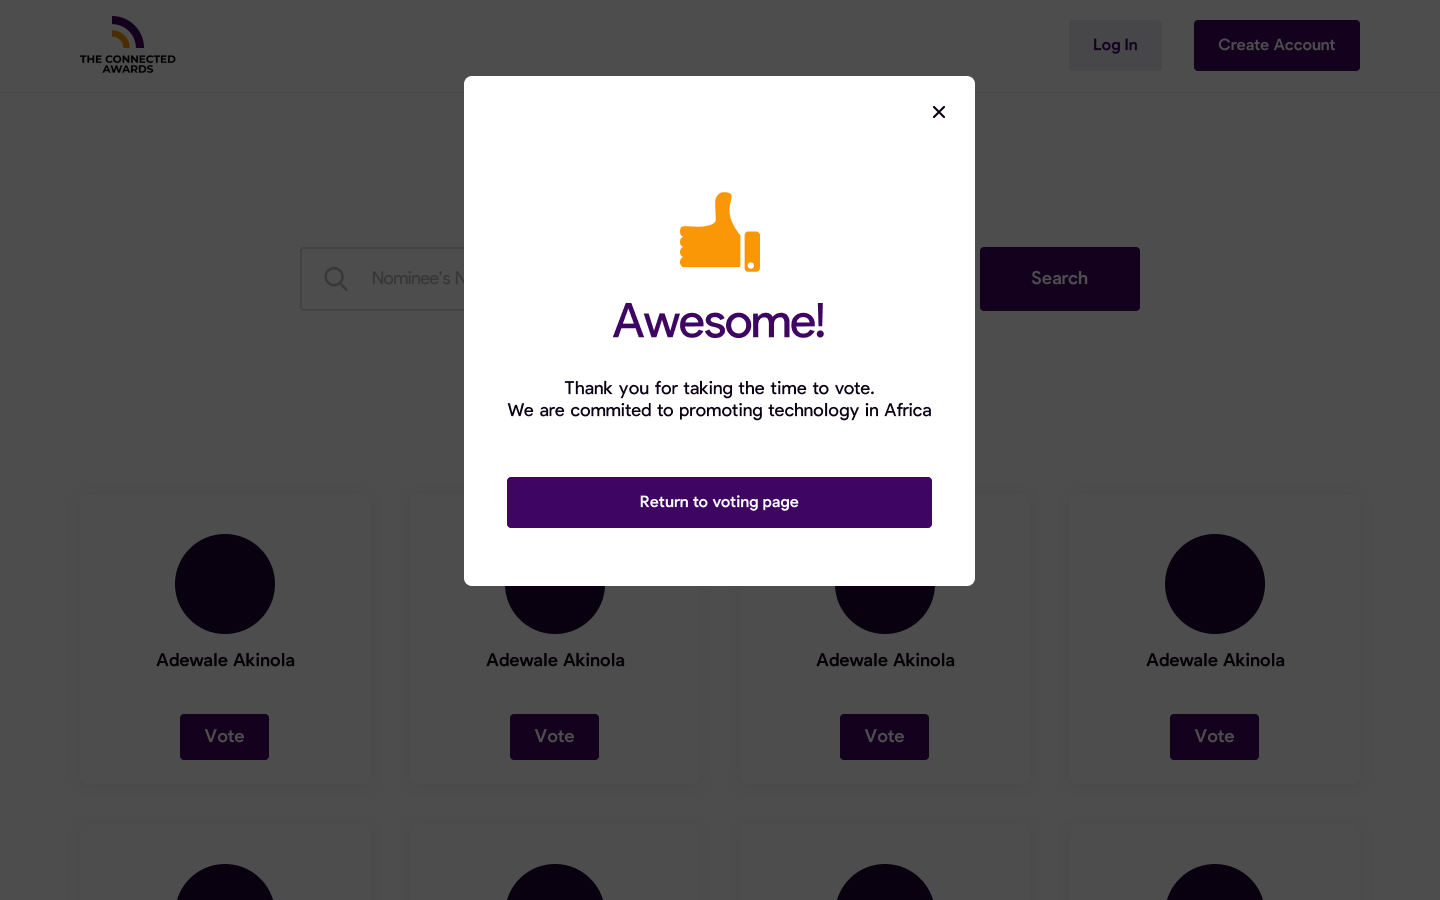 THE CONNECTED
AWARDS
Log In
Create Account
Nominee's N
Search
Awesome!
Thank you for taking the time to vote.
We are commited to promoting technology in Africa
Return to voting page
Adewale Akinola
Adewale Akinola
Adewale Akinola
Adewale Akinola
Vote
Vote
Vote
Vote